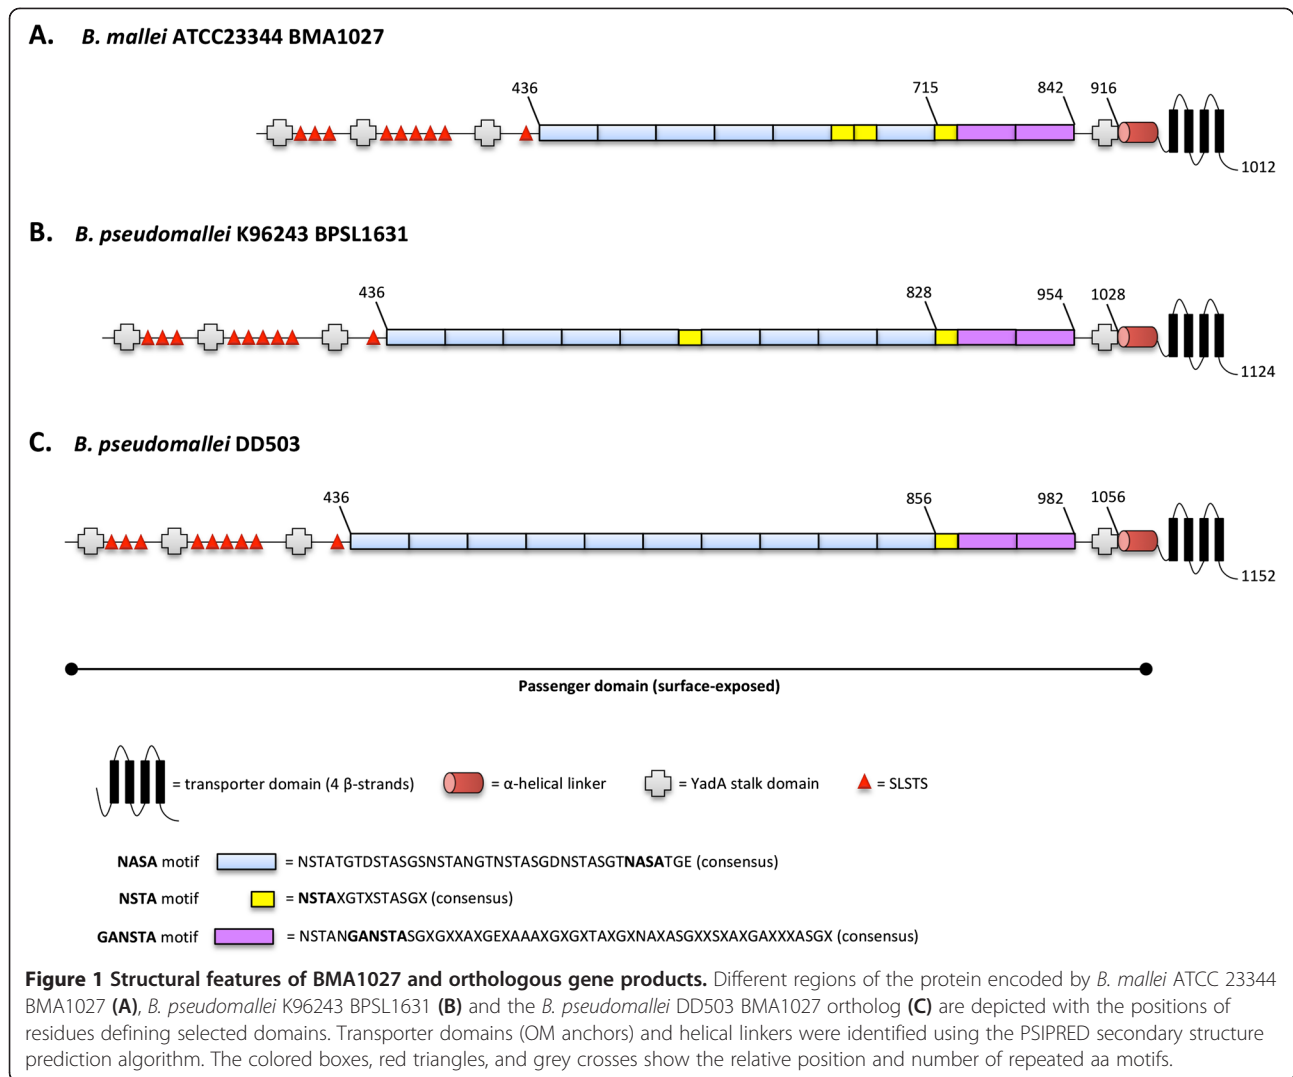 A. B. mallei ATCC23344 BMA1027
436
715
842
916
1012
B. B. pseudomallei K96243 BPSL1631
436
828
954
1028
1124
C. B. pseudomallei DD503
436
856
982
1056
1152
Passenger domain (surface-exposed)
= transporter domain (4 β-strands)
= α-helical linker
= YadA stalk domain
= SLSTS
NASA motif = NSTATGTDSTASGSNSTANGTNSTASGDNSTASGTNASATGE (consensus)
NSTA motif = NSTAXGTXSTASGX (consensus)
GANSTA motif = NSTANGANSTASGXGXXAXGEXAAAXGXGXTAXGXNAXASGXXSXAXGAXXXASGX (consensus)
Figure 1 Structural features of BMA1027 and orthologous gene products. Different regions of the protein encoded by B. mallei ATCC 23344
BMA1027 (A), B. pseudomallei K96243 BPSL1631 (B) and the B. pseudomallei DD503 BMA1027 ortholog (C) are depicted with the positions of
residues defining selected domains. Transporter domains (OM anchors) and helical linkers were identified using the PSIPRED secondary structure
prediction algorithm. The colored boxes, red triangles, and grey crosses show the relative position and number of repeated aa motifs.